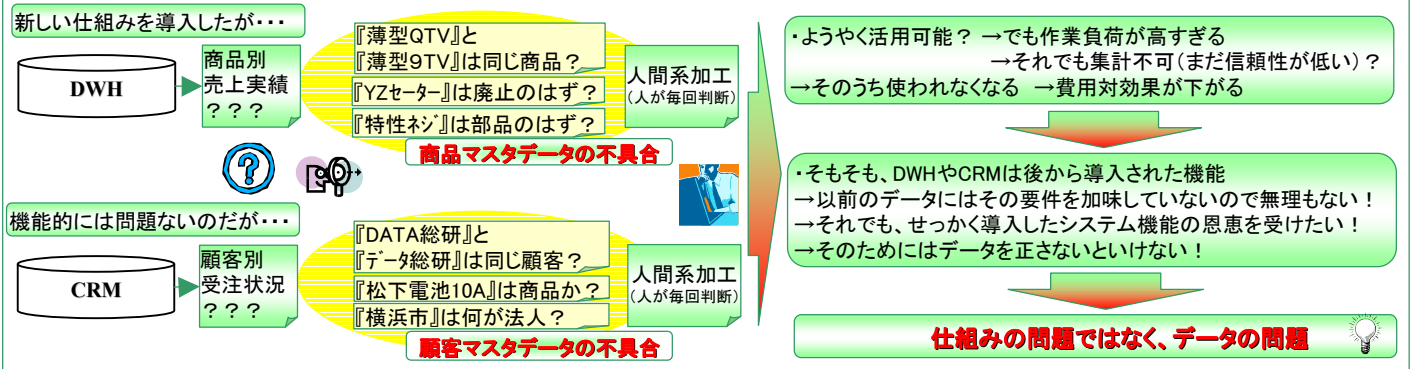 新しい仕組みを導入したが・・・
DWH
商品別
売上実績
？？？
『薄型QTV』と
『薄型9TV』は同じ商品？
『YZｾｰﾀｰ』は廃止のはず？
『特性ﾈｼﾞ』は部品のはず？
商品マスタデータの不具合
人間系加工
(人が毎回判断)
機能的には問題ないのだが・・・
CRM
顧客別
受注状況
？？？
『DATA総研』と
『ﾃﾞｰﾀ総研』は同じ顧客？
『松下電池10A』は商品か？
『横浜市』は何が法人？
顧客マスタデータの不具合
人間系加工
(人が毎回判断)
・ようやく活用可能？ →でも作業負荷が高すぎる
→それでも集計不可(まだ信頼性が低い)？
→そのうち使われなくなる →費用対効果が下がる
・そもそも、DWHやCRMは後から導入された機能
→以前のデータにはその要件を加味していないので無理もない！
→それでも、せっかく導入したシステム機能の恩恵を受けたい！
→そのためにはデータを正さないといけない！
仕組みの問題ではなく、データの問題